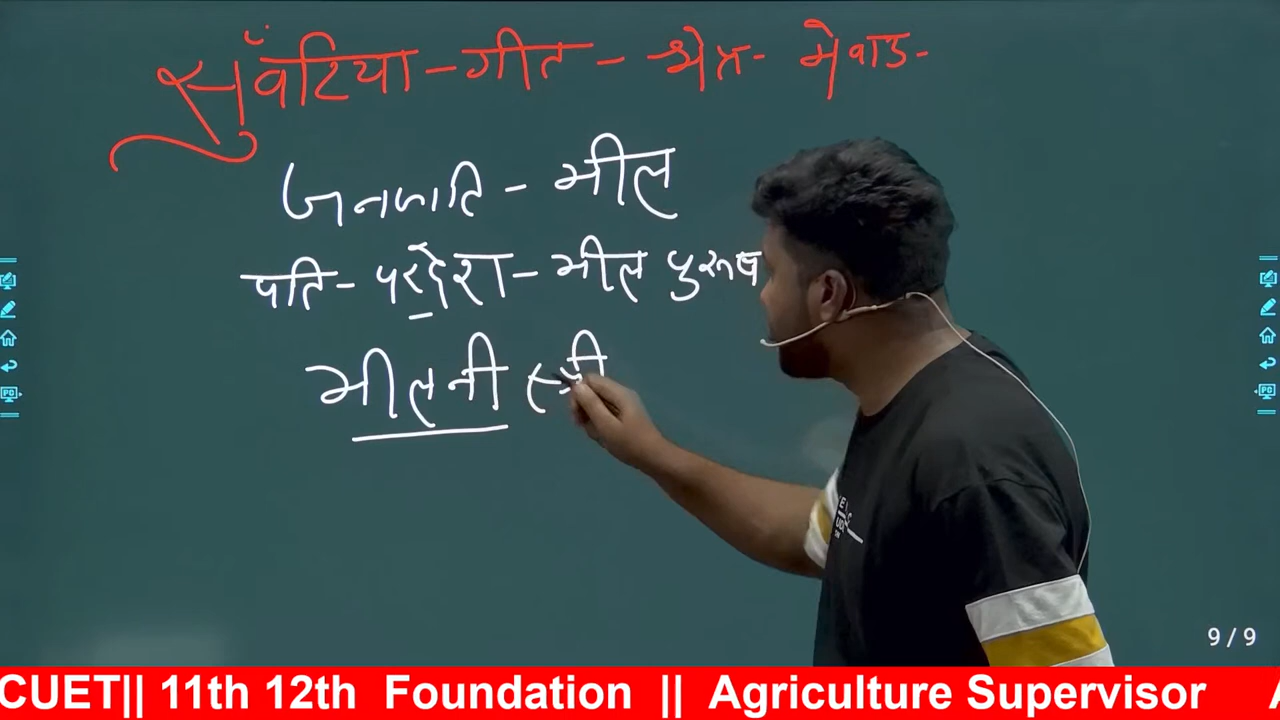 सुँवटिया - गीत - क्षेत्र - मेवाड -
जनजाति - भील
पति - परदेश - भील पुरूष
भीलनी स्त्री
9 / 9
CUET|| 11th 12th Foundation || Agriculture Supervisor A